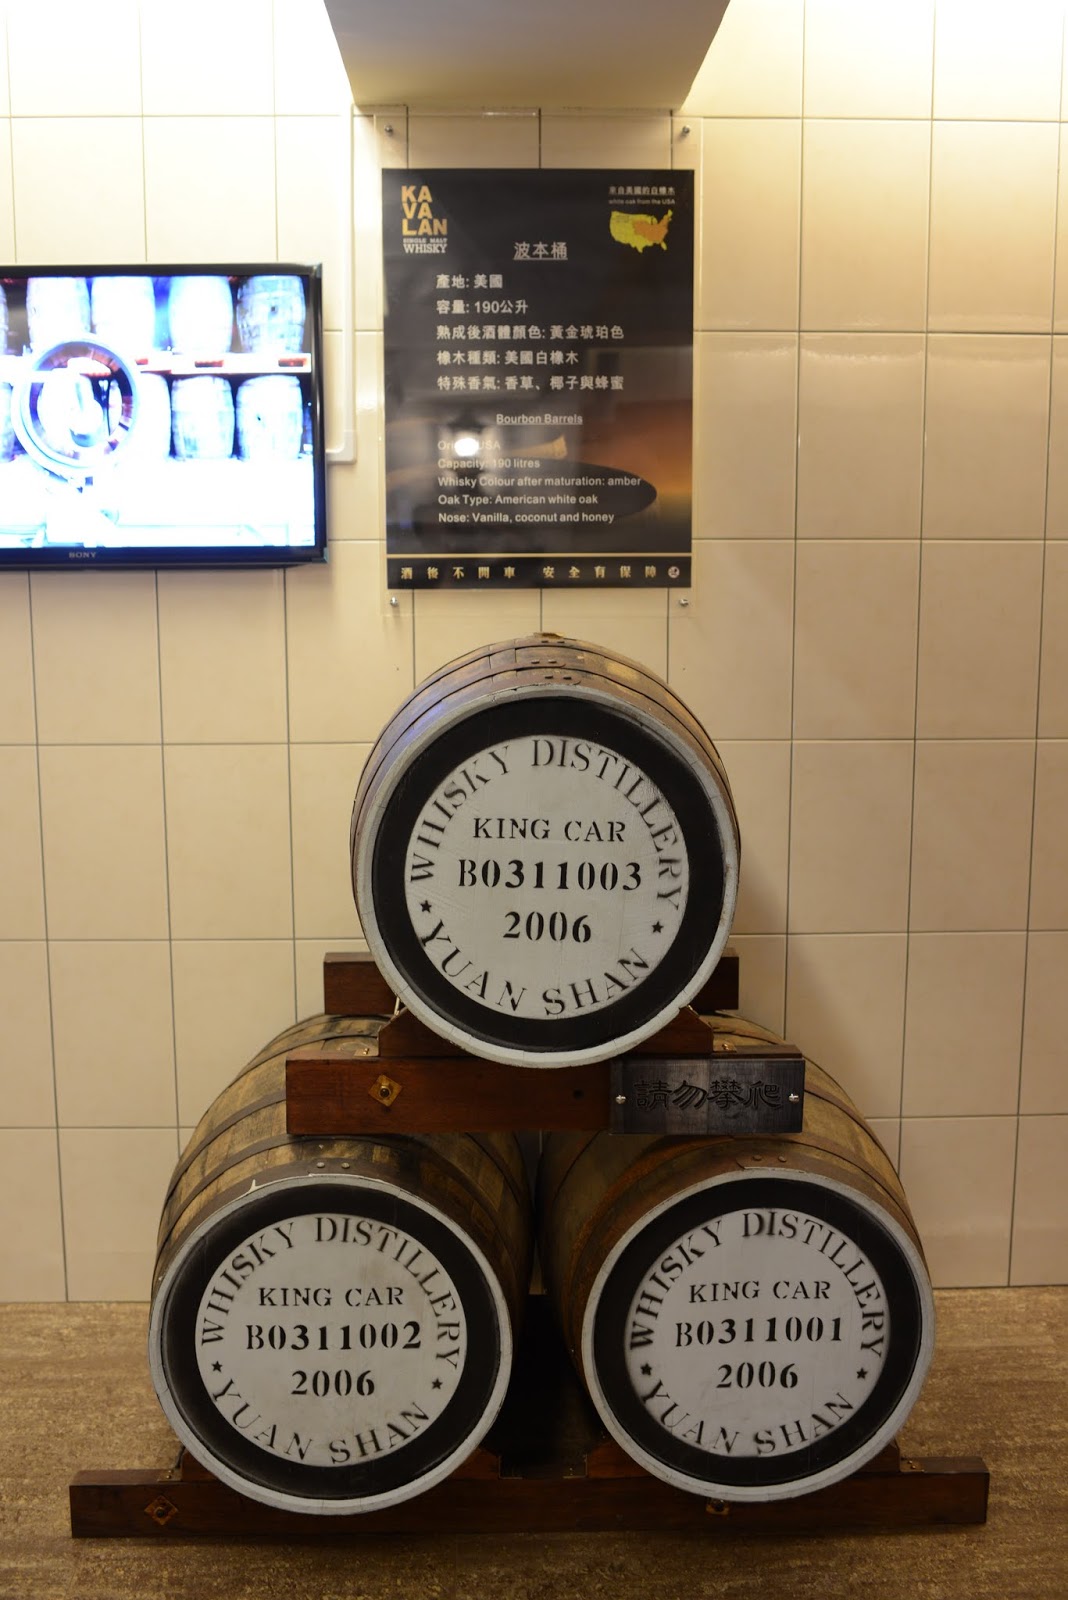 KA
VA
LAN
SINGLE MALT
WHISKY
來自美國的白橡木
white oak from the USA
波本桶
產地: 美國
容量: 190公升
熟成後酒體顏色: 黃金琥珀色
橡木種類: 美國白橡木
特殊香氣: 香草、椰子與蜂蜜
Bourbon Barrels
USA
Capacity: 190 litres
Whisky Colour after maturation: amber
Oak Type: American white oak
Nose: Vanilla, coconut and honey
酒後不開車 安全有保障
SONY
WHISKY DISTILLERY
KING CAR
B0311003
2006
★ YUAN SHAN ★
請勿攀爬
WHISKY DISTILLERY
KING CAR
B0311002
2006
★ YUAN SHAN ★
WHISKY DISTILLERY
KING CAR
B0311001
2006
★ YUAN SHAN ★